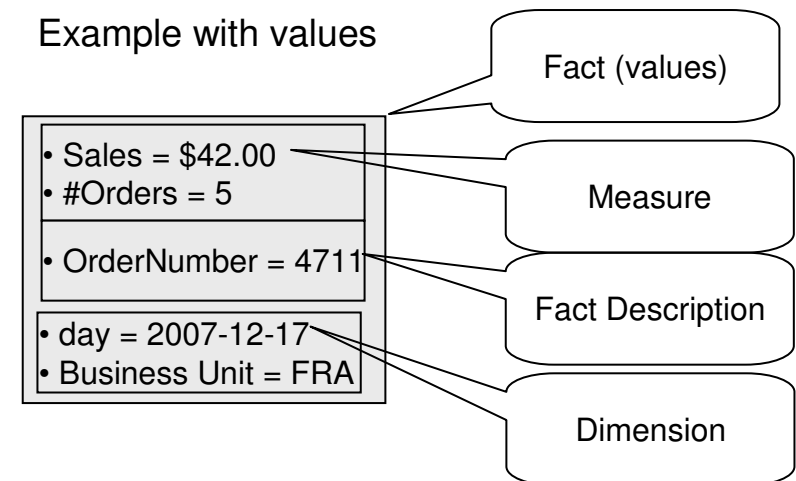 Example with values
Fact (values)
• Sales = $42.00
• #Orders = 5
Measure
• OrderNumber = 4711
Fact Description
• day = 2007-12-17
• Business Unit = FRA
Dimension